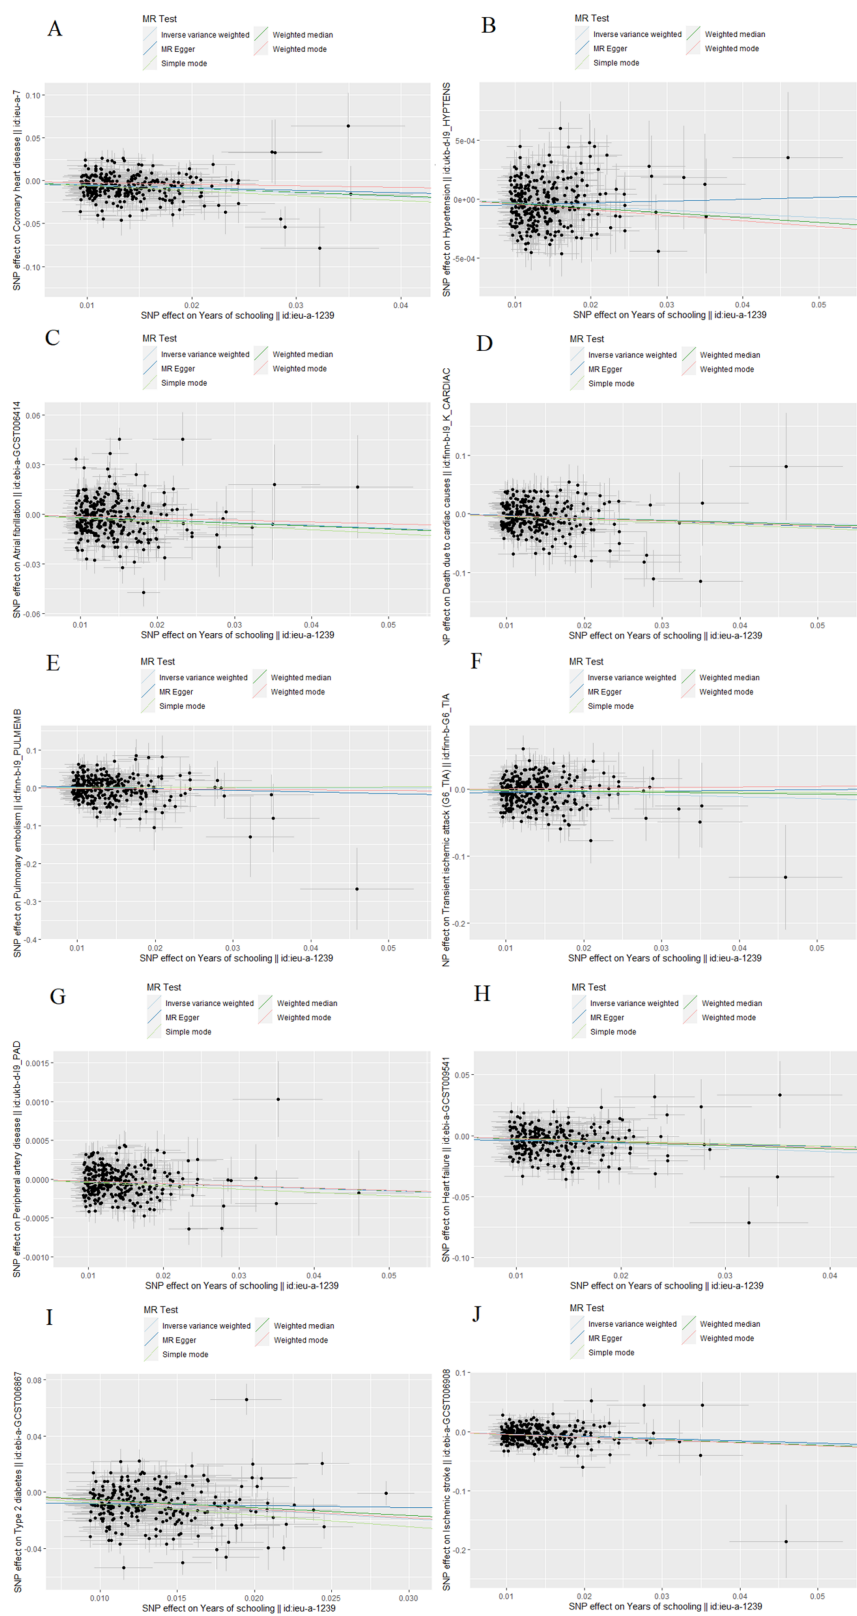 A
MR Test
Inverse variance weighted
Weighted median
MR Egger
Weighted mode
Simple mode
SNP effect on Coronary heart disease || id:ieu-a-7
0.10
0.05
0.00
-0.05
-0.10
0.01
0.02
0.03
0.04
SNP effect on Years of schooling || id:ieu-a-1239
B
MR Test
Inverse variance weighted
Weighted median
MR Egger
Weighted mode
Simple mode
SNP effect on Hypertension || id:ukb-d-I9_HYPTENS
5e-04
0e+00
-5e-04
0.01
0.02
0.03
0.04
0.05
SNP effect on Years of schooling || id:ieu-a-1239
C
MR Test
Inverse variance weighted
Weighted median
MR Egger
Weighted mode
Simple mode
SNP effect on Atrial fibrillation || id:ebi-a-GCST006414
0.06
0.03
0.00
-0.03
-0.06
0.01
0.02
0.03
0.04
0.05
SNP effect on Years of schooling || id:ieu-a-1239
D
MR Test
Inverse variance weighted
Weighted median
MR Egger
Weighted mode
Simple mode
NP effect on Death due to cardiac causes || id:finn-b-I9_K_CARDIAC
0.1
0.0
-0.1
0.01
0.02
0.03
0.04
0.05
SNP effect on Years of schooling || id:ieu-a-1239
E
MR Test
Inverse variance weighted
Weighted median
MR Egger
Weighted mode
Simple mode
SNP effect on Pulmonary embolism || id:finn-b-I9_PULMEMB
0.1
0.0
-0.1
-0.2
-0.3
-0.4
0.01
0.02
0.03
0.04
0.05
SNP effect on Years of schooling || id:ieu-a-1239
F
MR Test
Inverse variance weighted
Weighted median
MR Egger
Weighted mode
Simple mode
NP effect on Transient ischemic attack (G6_TIA) || id:finn-b-G6_TIA
0.1
0.0
-0.1
-0.2
0.01
0.02
0.03
0.04
0.05
SNP effect on Years of schooling || id:ieu-a-1239
G
MR Test
Inverse variance weighted
Weighted median
MR Egger
Weighted mode
Simple mode
SNP effect on Peripheral artery disease || id:ukb-d-I9_PAD
0.0015
0.0010
0.0005
0.0000
-0.0005
-0.0010
0.01
0.02
0.03
0.04
0.05
SNP effect on Years of schooling || id:ieu-a-1239
H
MR Test
Inverse variance weighted
Weighted median
MR Egger
Weighted mode
Simple mode
SNP effect on Heart failure || id:ebi-a-GCST009541
0.05
0.00
-0.05
-0.10
0.01
0.02
0.03
0.04
SNP effect on Years of schooling || id:ieu-a-1239
I
MR Test
Inverse variance weighted
Weighted median
MR Egger
Weighted mode
Simple mode
SNP effect on Type 2 diabetes || id:ebi-a-GCST006867
0.08
0.04
0.00
-0.04
0.010
0.015
0.020
0.025
0.030
SNP effect on Years of schooling || id:ieu-a-1239
J
MR Test
Inverse variance weighted
Weighted median
MR Egger
Weighted mode
Simple mode
SNP effect on Ischemic stroke || id:ebi-a-GCST006908
0.1
0.0
-0.1
-0.2
0.01
0.02
0.03
0.04
0.05
SNP effect on Years of schooling || id:ieu-a-1239